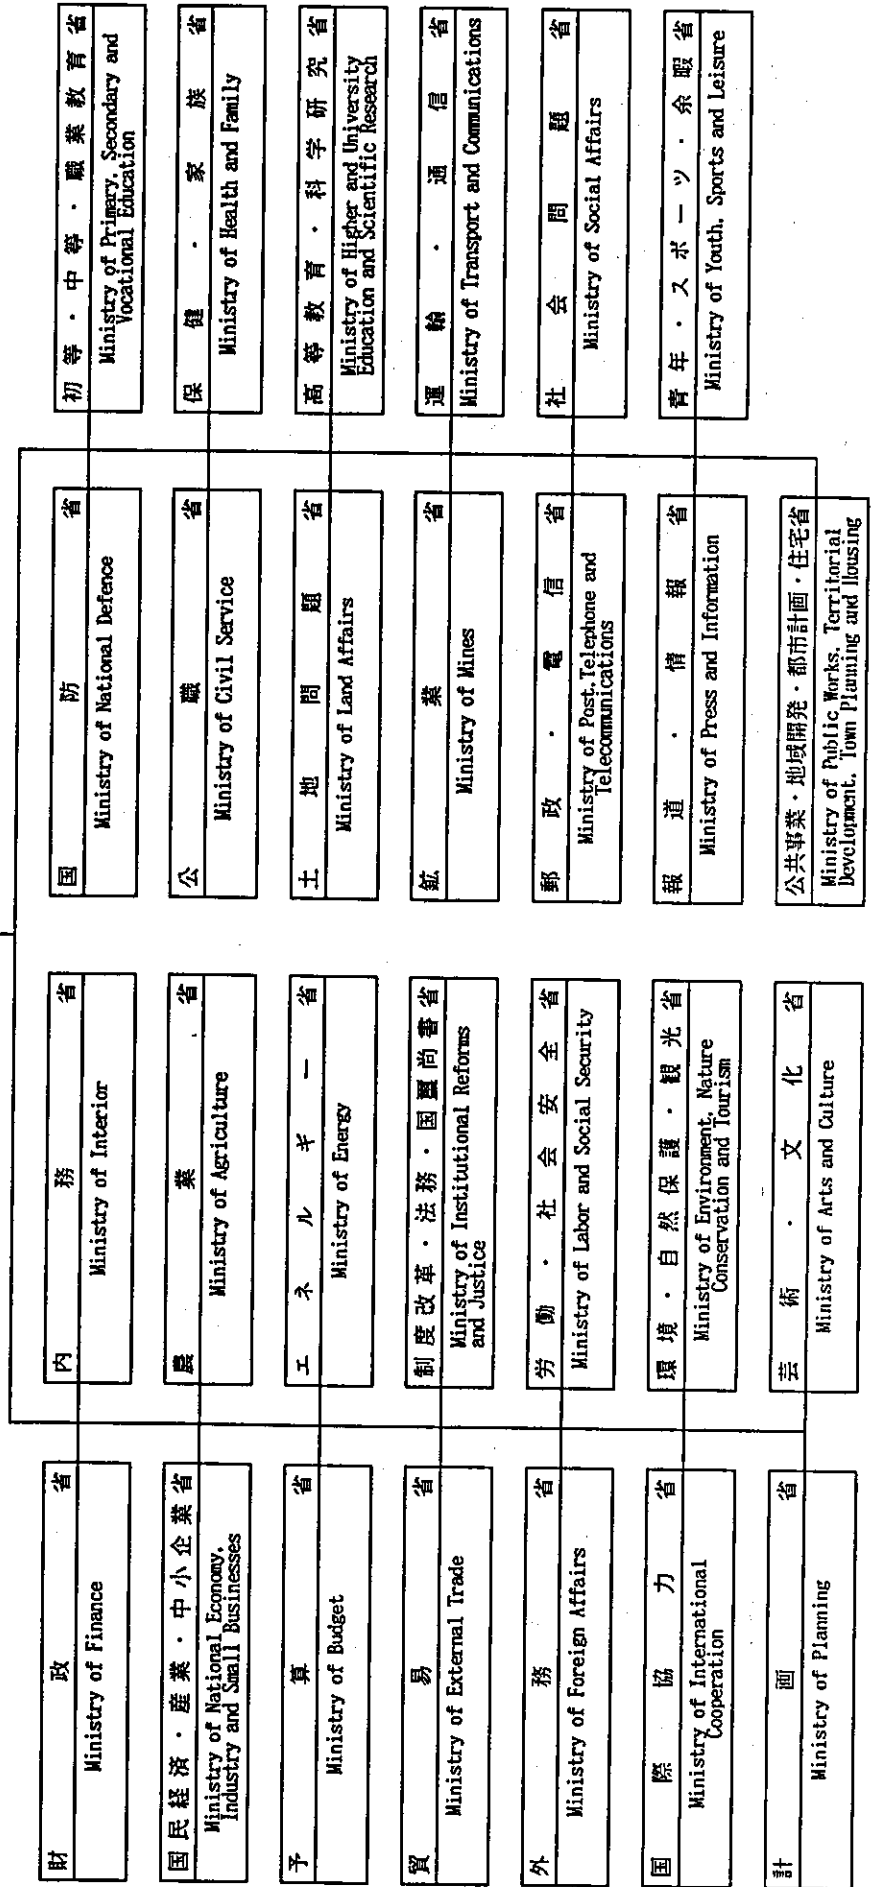 財政省
Ministry of Finance
国民経済・産業・中小企業省
Ministry of National Economy,
Industry and Small Businesses
予算省
Ministry of Budget
貿易省
Ministry of External Trade
外務省
Ministry of Foreign Affairs
国際協力省
Ministry of International
Cooperation
計画省
Ministry of Planning
内務省
Ministry of Interior
農業省
Ministry of Agriculture
エネルギー省
Ministry of Energy
制度改革・法務・国璽尚書省
Ministry of Institutional Reforms
and Justice
労働・社会安全省
Ministry of Labor and Social Security
環境・自然保護・観光省
Ministry of Environment, Nature
Conservation and Tourism
芸術・文化省
Ministry of Arts and Culture
国防省
Ministry of National Defence
公職省
Ministry of Civil Service
土地問題省
Ministry of Land Affairs
鉱業省
Ministry of Mines
郵政・電信省
Ministry of Post, Telephone and
Telecommunications
報道・情報省
Ministry of Press and Information
公共事業・地域開発・都市計画・住宅省
Ministry of Public Works, Territorial
Development, Town Planning and Housing
初等・中等・職業教育省
Ministry of Primary, Secondary and
Vocational Education
保健・家族省
Ministry of Health and Family
高等教育・科学研究省
Ministry of Higher and University
Education and Scientific Research
運輸・通信省
Ministry of Transport and Communications
社会問題省
Ministry of Social Affairs
青年・スポーツ・余暇省
Ministry of Youth, Sports and Leisure